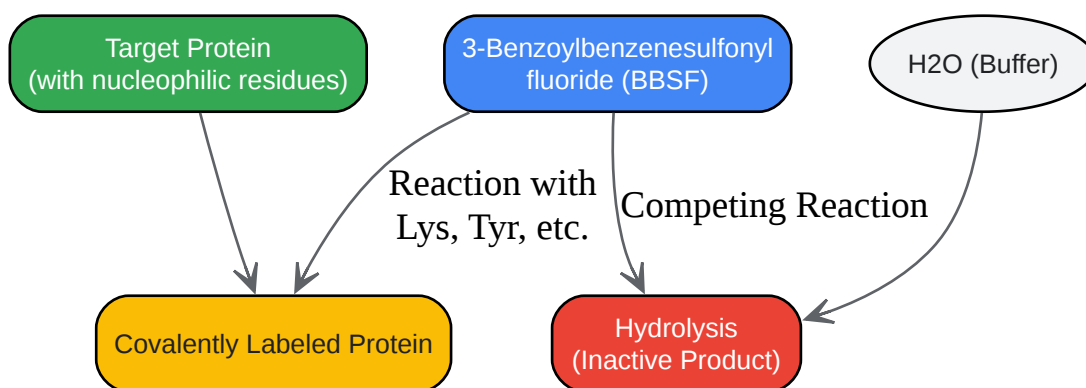 Target Protein
(with nucleophilic residues)
3-Benzoylbenzenesulfonyl
fluoride (BBSF)
H2O (Buffer)
Reaction with
Lys, Tyr, etc.
Competing Reaction
Covalently Labeled Protein
Hydrolysis
(Inactive Product)